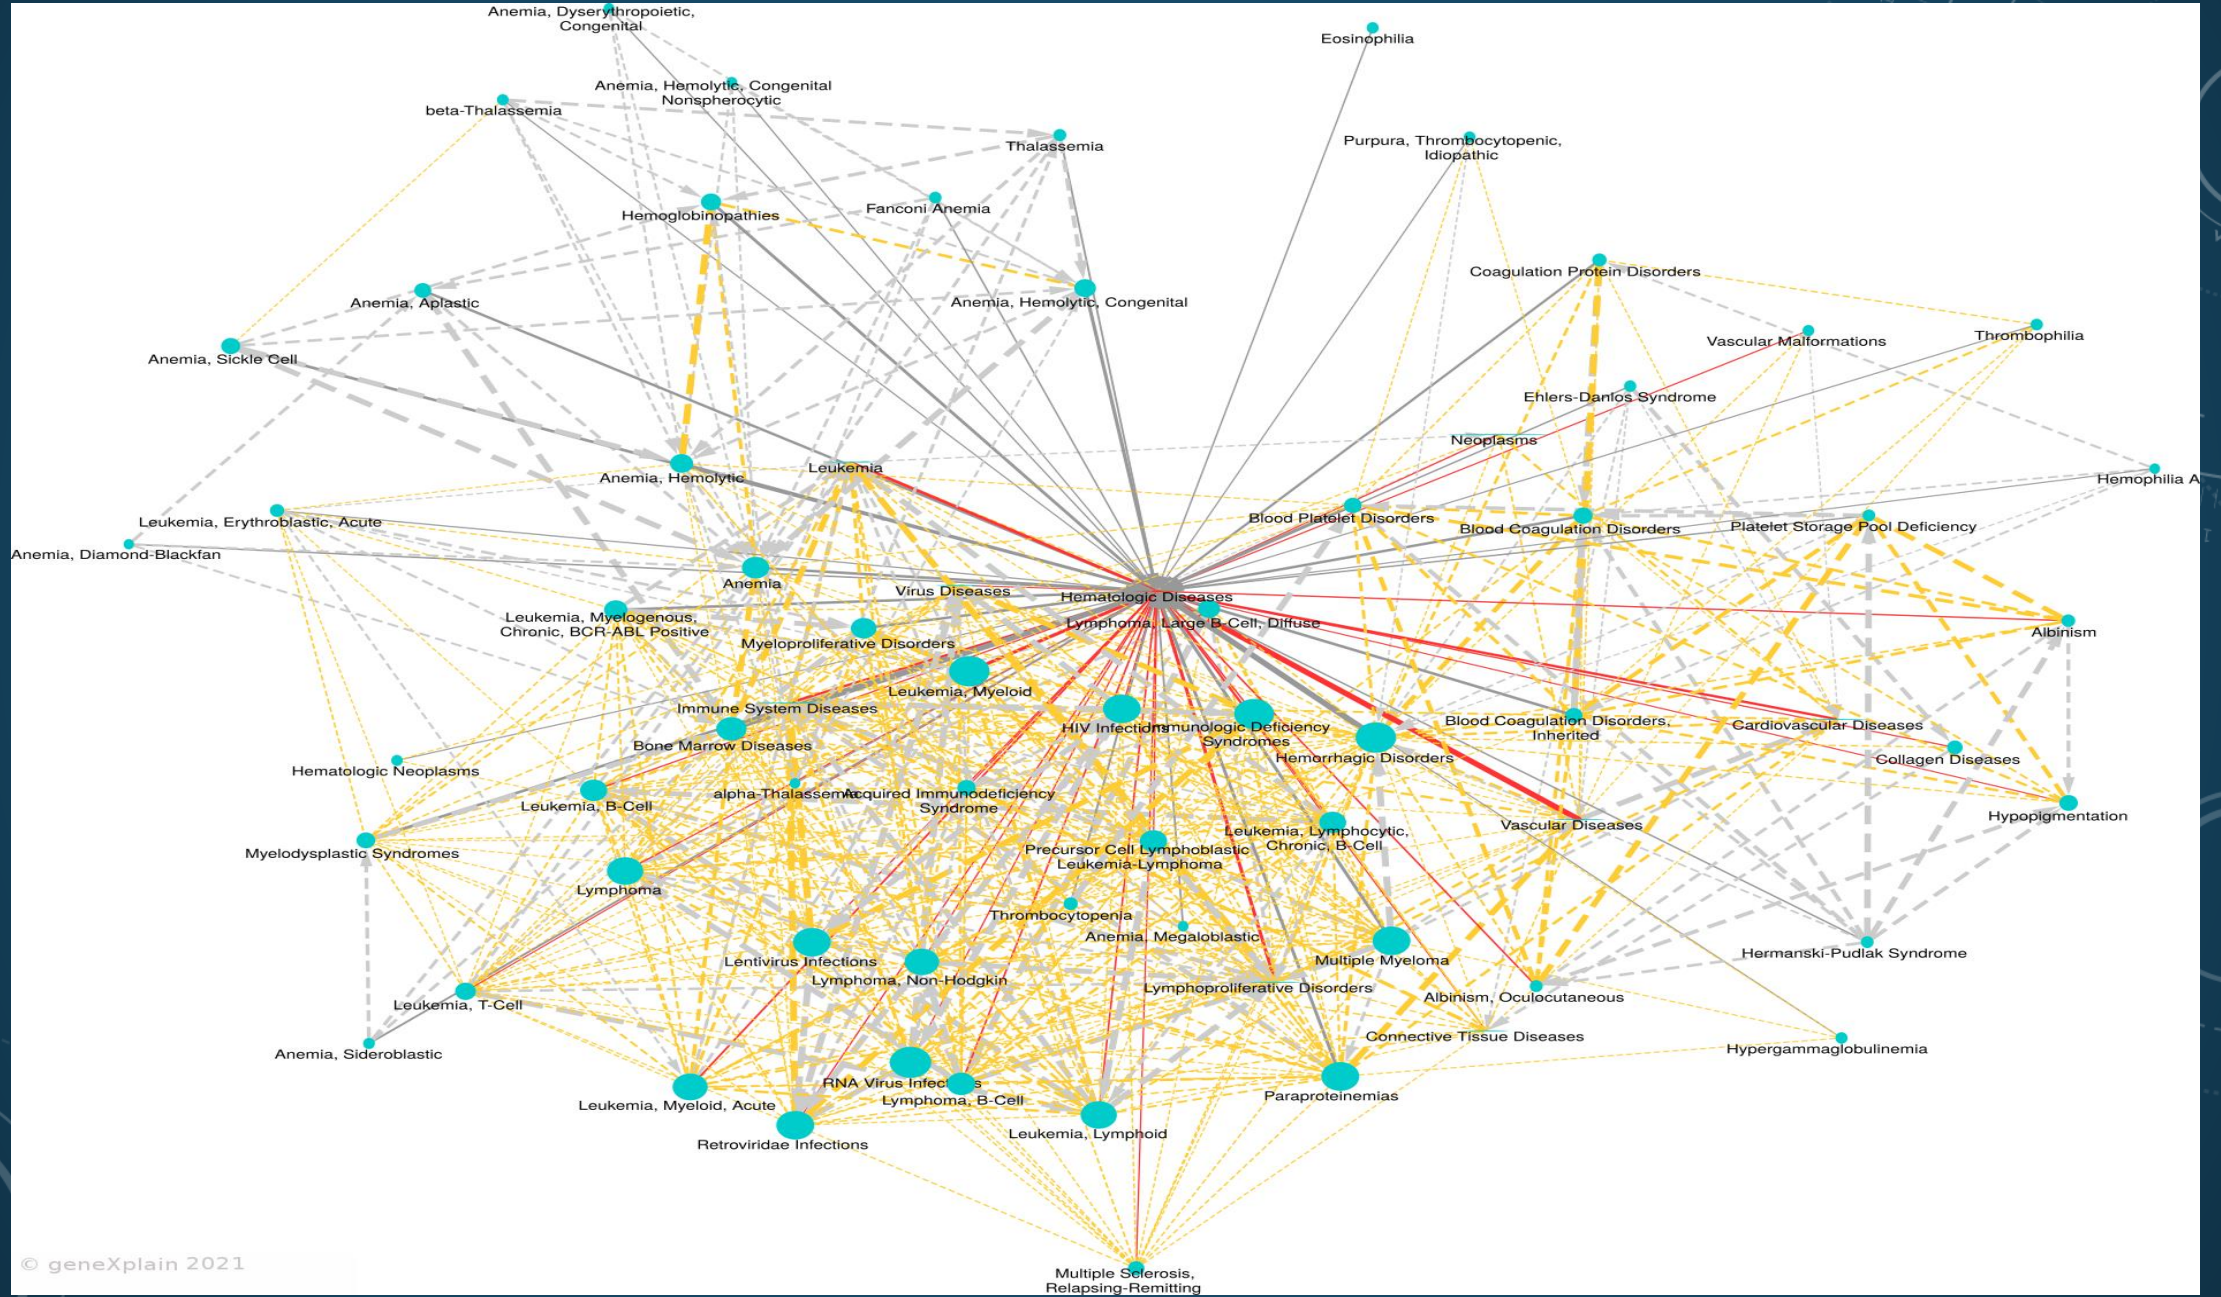 Anemia, Dyserythropoietic,
Congenital
Eosinophilia
Anemia, Hemolytic, Congenital
Nonspherocytic
beta-Thalassemia
Thalassemia
Purpura, Thrombocytopenic,
Idiopathic
Hemoglobinopathies
Fanconi Anemia
Coagulation Protein Disorders
Anemia, Aplastic
Anemia, Hemolytic, Congenital
Vascular Malformations
Thrombophilia
Anemia, Sickle Cell
Ehlers-Danlos Syndrome
Neoplasms
Leukemia
Anemia, Hemolytic
Hemophilia A
Leukemia, Erythroblastic, Acute
Blood Platelet Disorders
Blood Coagulation Disorders
Platelet Storage Pool Deficiency
Anemia, Diamond-Blackfan
Anemia
Virus Diseases
Hematologic Diseases
Leukemia, Myelogenous,
Chronic, BCR-ABL Positive
Lymphoma, Large B-Cell, Diffuse
Albinism
Myeloproliferative Disorders
Leukemia, Myeloid
Immune System Diseases
HIV Infections
Immunologic Deficiency
Syndromes
Blood Coagulation Disorders,
Inherited
Cardiovascular Diseases
Bone Marrow Diseases
Hemorrhagic Disorders
Collagen Diseases
Hematologic Neoplasms
alpha-Thalassemia
Acquired Immunodeficiency
Syndrome
Leukemia, B-Cell
Hypopigmentation
Vascular Diseases
Leukemia, Lymphocytic,
Chronic, B-Cell
Myelodysplastic Syndromes
Precursor Cell Lymphoblastic
Leukemia-Lymphoma
Lymphoma
Thrombocytopenia
Anemia, Megaloblastic
Hermanski-Pudlak Syndrome
Lentivirus Infections
Multiple Myeloma
Lymphoma, Non-Hodgkin
Lymphoproliferative Disorders
Albinism, Oculocutaneous
Leukemia, T-Cell
Connective Tissue Diseases
Hypergammaglobulinemia
Anemia, Sideroblastic
RNA Virus Infections
Lymphoma, B-Cell
Paraproteinemias
Leukemia, Myeloid, Acute
Leukemia, Lymphoid
Retroviridae Infections
© geneXplain 2021
Multiple Sclerosis,
Relapsing-Remitting